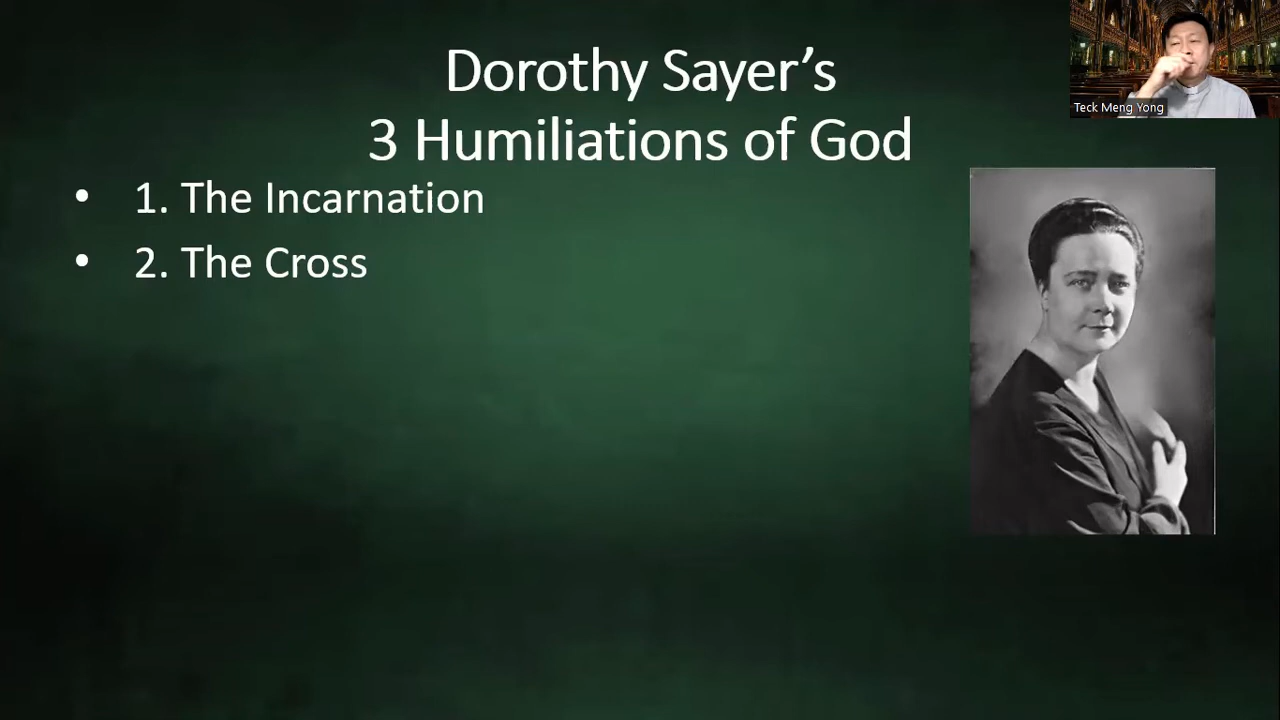 Dorothy Sayer’s
3 Humiliations of God
• 1. The Incarnation
• 2. The Cross
Teck Meng Yong